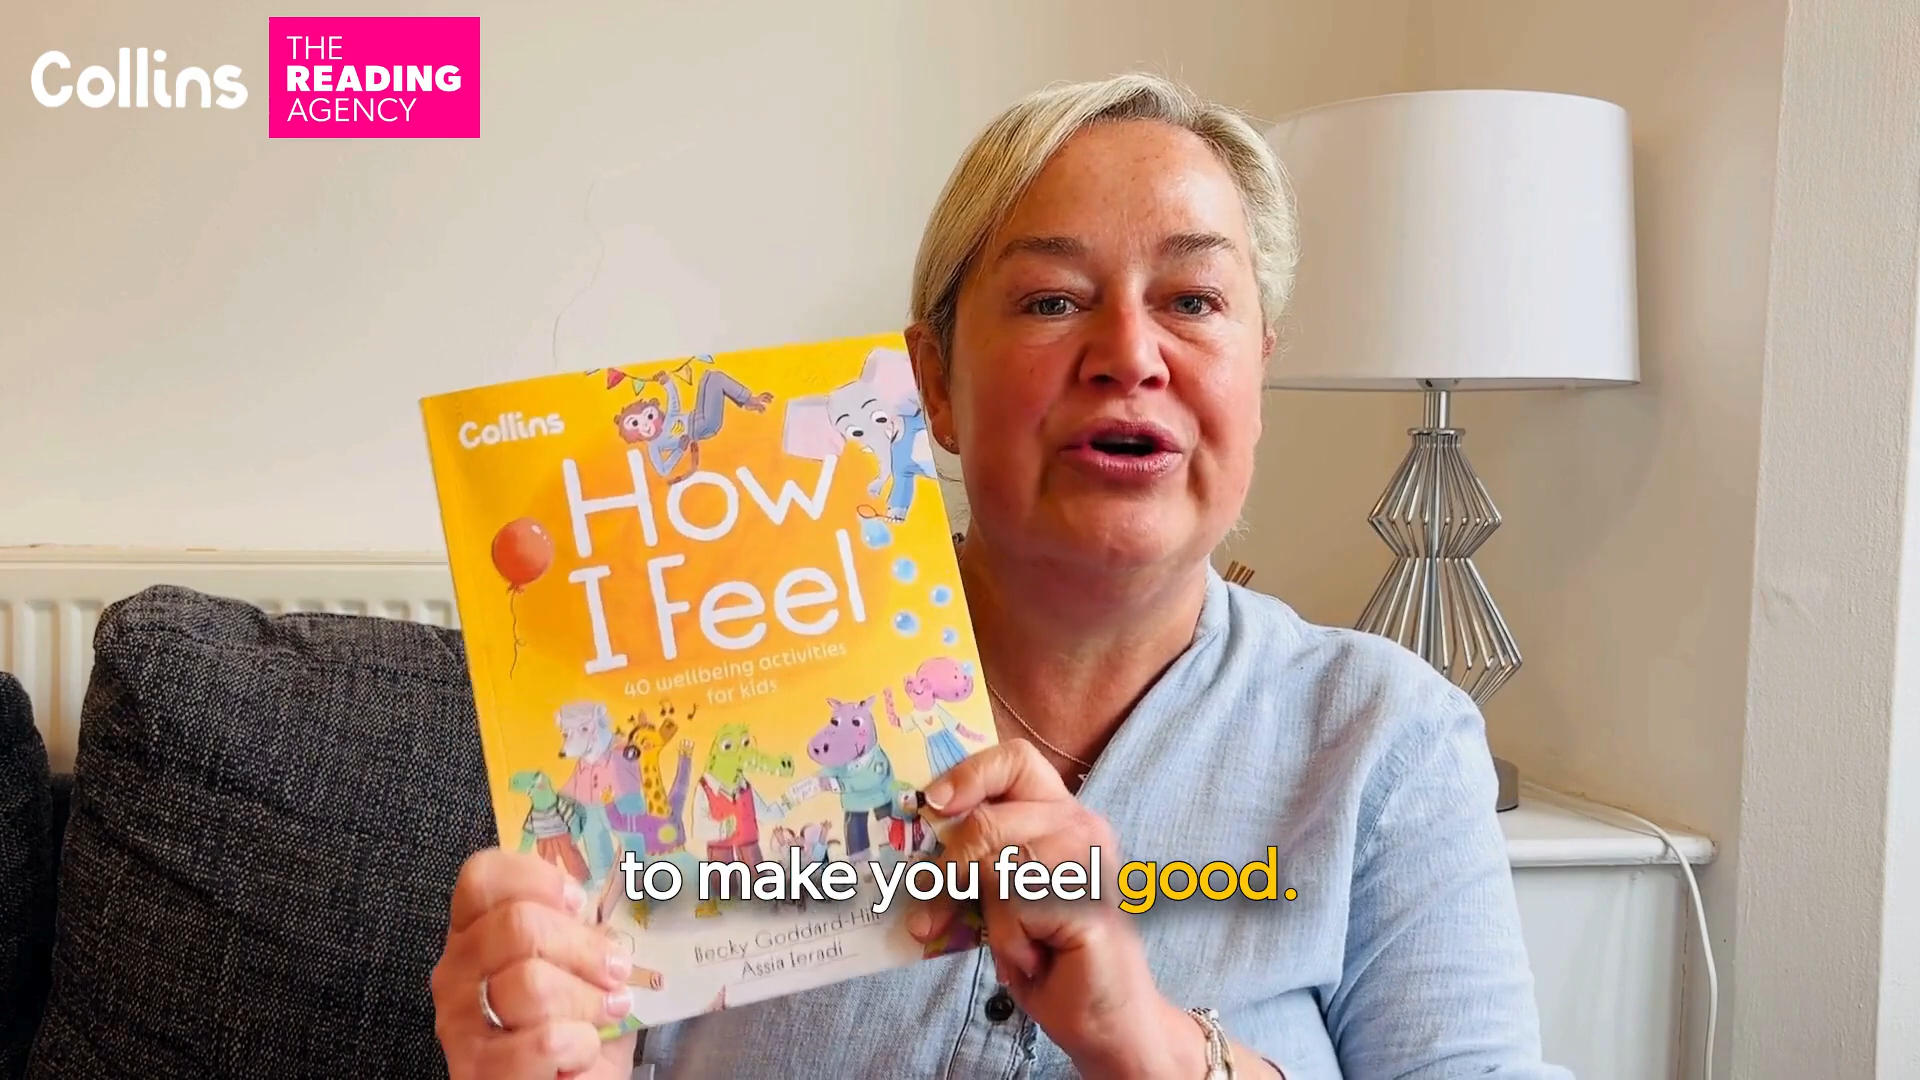 Collins
THE
READING
AGENCY
Collins
How
I Feel
40 wellbeing activities
for kids
to make you feel good.
Becky Goddard-Hill
Assia Ieradi